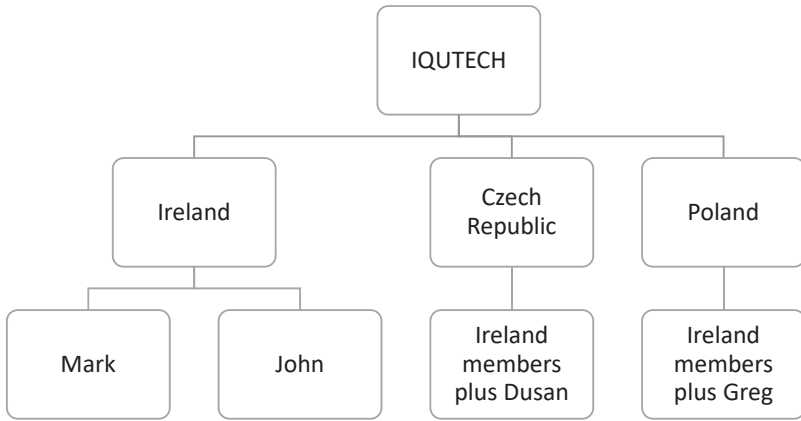 IQUTECH
Ireland
Czech
Republic
Poland
Mark
John
Ireland
members
plus Dusan
Ireland
members
plus Greg